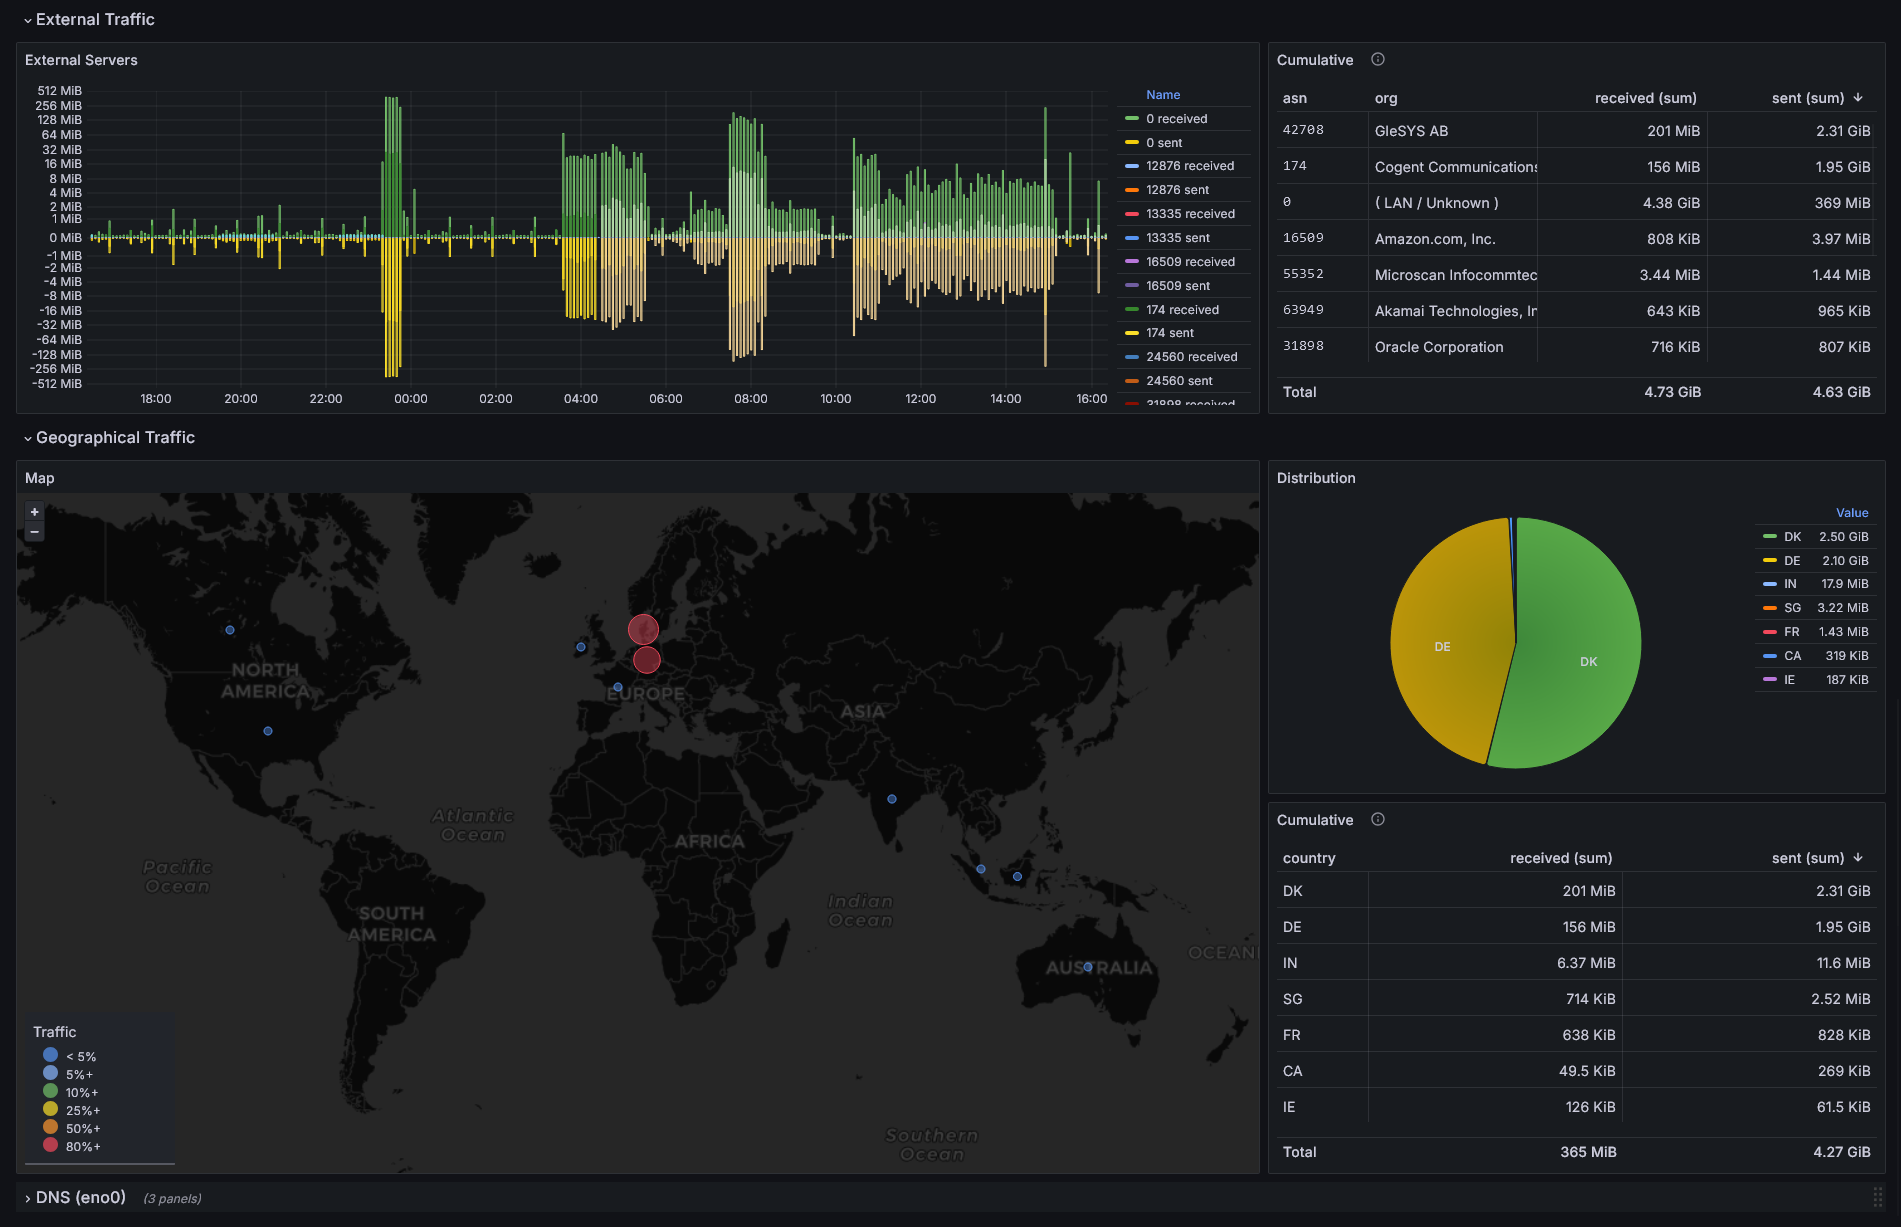 External Traffic
External Servers
512 MiB
256 MiB
128 MiB
64 MiB
32 MiB
16 MiB
8 MiB
4 MiB
2 MiB
1 MiB
0 MiB
-1 MiB
-2 MiB
-4 MiB
-8 MiB
-16 MiB
-32 MiB
-64 MiB
-128 MiB
-256 MiB
-512 MiB
18:00 20:00 22:00 00:00 02:00 04:00 06:00 08:00 10:00 12:00 14:00 16:00
Name
0 received
0 sent
12876 received
12876 sent
13335 received
13335 sent
16509 received
16509 sent
174 received
174 sent
24560 received
24560 sent
31898 received
Cumulative
asn org received (sum) sent (sum)
42708 GleSYS AB 201 MiB 2.31 GiB
174 Cogent Communications 156 MiB 1.95 GiB
0 ( LAN / Unknown ) 4.38 GiB 369 MiB
16509 Amazon.com, Inc. 808 KiB 3.97 MiB
55352 Microscan Infocommtec 3.44 MiB 1.44 MiB
63949 Akamai Technologies, In 643 KiB 965 KiB
31898 Oracle Corporation 716 KiB 807 KiB
Total 4.73 GiB 4.63 GiB
Geographical Traffic
Map
+
−
NORTH
AMERICA
EUROPE
ASIA
Atlantic
Ocean
AFRICA
Pacific
Ocean
Indian
Ocean
SOUTH
AMERICA
OCEAN
AUSTRALIA
Southern
Ocean
Traffic
< 5%
5%+
10%+
25%+
50%+
80%+
Distribution
DE
DK
Value
DK 2.50 GiB
DE 2.10 GiB
IN 17.9 MiB
SG 3.22 MiB
FR 1.43 MiB
CA 319 KiB
IE 187 KiB
Cumulative
country received (sum) sent (sum)
DK 201 MiB 2.31 GiB
DE 156 MiB 1.95 GiB
IN 6.37 MiB 11.6 MiB
SG 714 KiB 2.52 MiB
FR 638 KiB 828 KiB
CA 49.5 KiB 269 KiB
IE 126 KiB 61.5 KiB
Total 365 MiB 4.27 GiB
DNS (eno0) (3 panels)